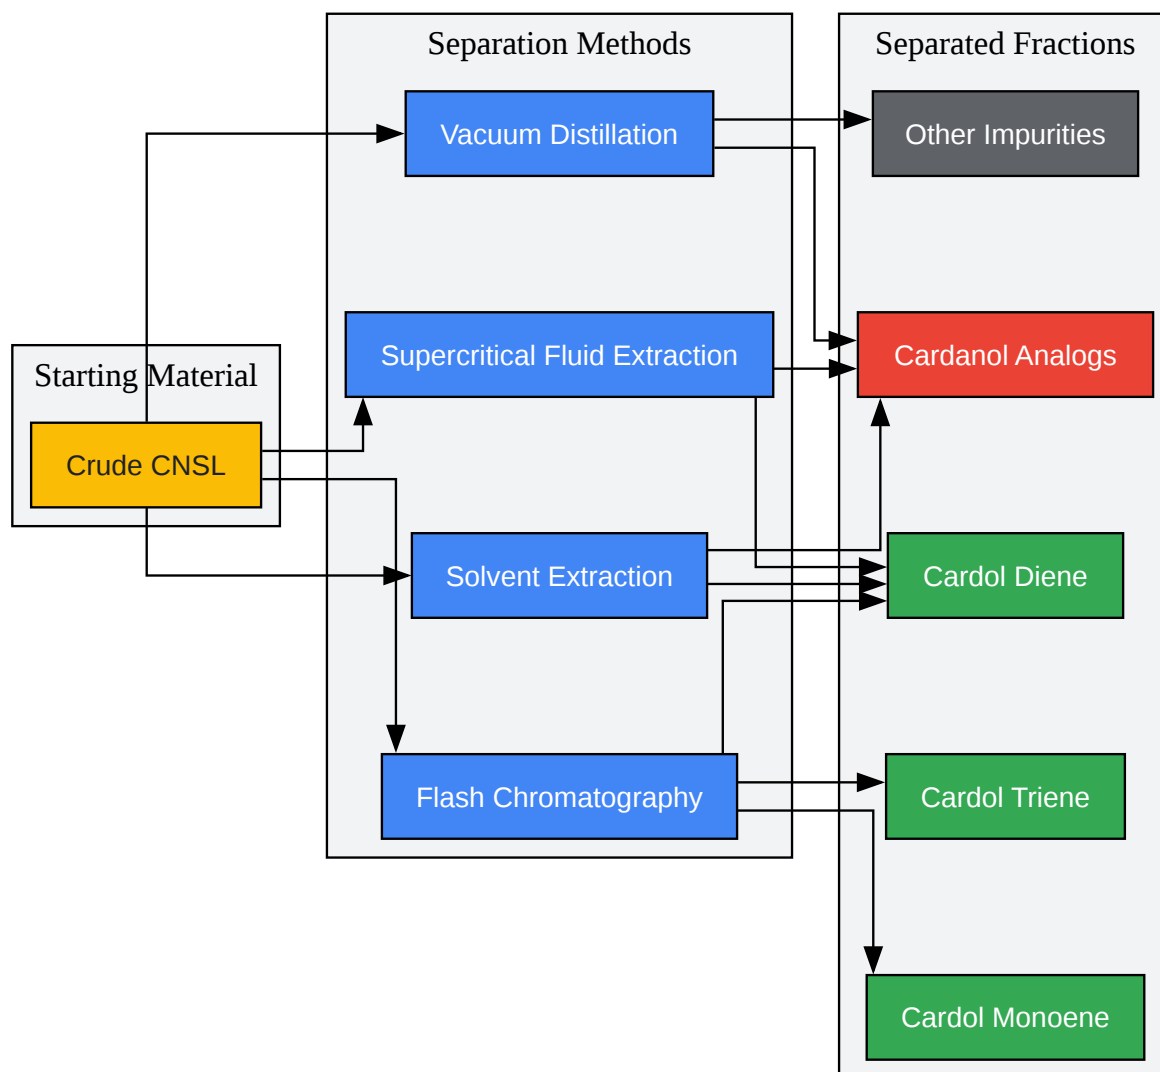 Separation Methods
Separated Fractions
Vacuum Distillation
Other Impurities
Starting Material
Supercritical Fluid Extraction
Cardanol Analogs
Crude CNSL
Solvent Extraction
Cardol Diene
Flash Chromatography
Cardol Triene
Cardol Monoene